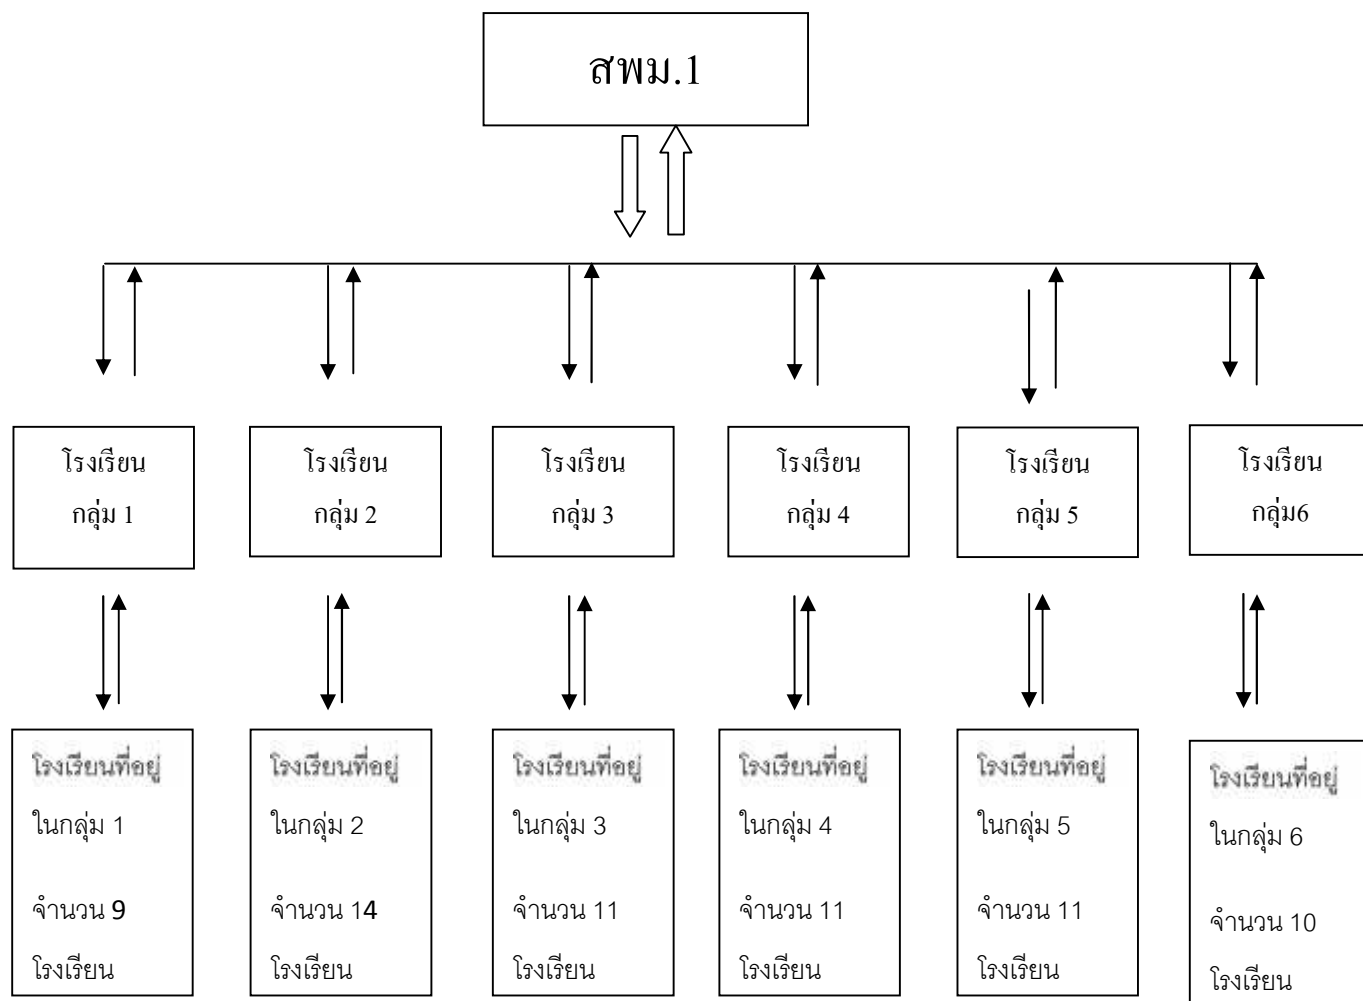 สพม.1
โรงเรียน
กลุ่ม 1
โรงเรียน
กลุ่ม 2
โรงเรียน
กลุ่ม 3
โรงเรียน
กลุ่ม 4
โรงเรียน
กลุ่ม 5
โรงเรียน
กลุ่ม6
โรงเรียนที่อยู่
ในกลุ่ม 1
จำนวน 9
โรงเรียน
โรงเรียนที่อยู่
ในกลุ่ม 2
จำนวน 14
โรงเรียน
โรงเรียนที่อยู่
ในกลุ่ม 3
จำนวน 11
โรงเรียน
โรงเรียนที่อยู่
ในกลุ่ม 4
จำนวน 11
โรงเรียน
โรงเรียนที่อยู่
ในกลุ่ม 5
จำนวน 11
โรงเรียน
โรงเรียนที่อยู่
ในกลุ่ม 6
จำนวน 10
โรงเรียน